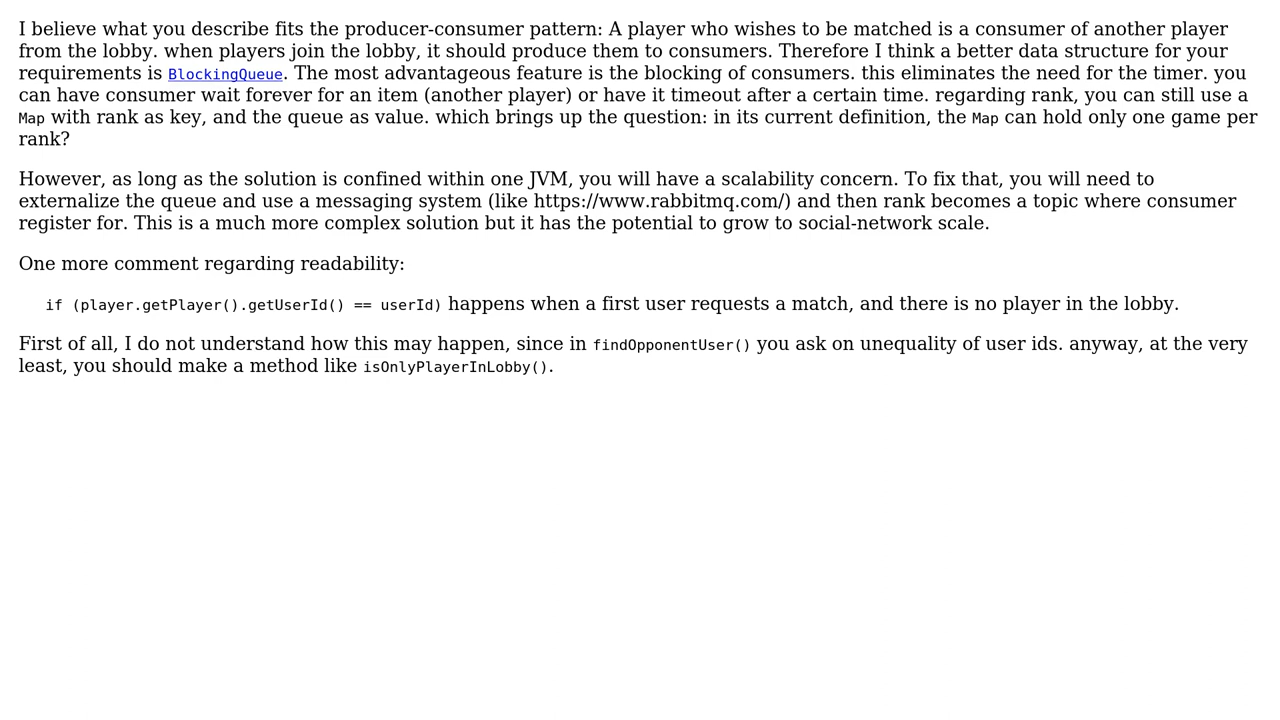 I believe what you describe fits the producer-consumer pattern: A player who wishes to be matched is a consumer of another player
from the lobby. when players join the lobby, it should produce them to consumers. Therefore I think a better data structure for your
requirements is BlockingQueue. The most advantageous feature is the blocking of consumers. this eliminates the need for the timer. you
can have consumer wait forever for an item (another player) or have it timeout after a certain time. regarding rank, you can still use a
Map with rank as key, and the queue as value. which brings up the question: in its current definition, the Map can hold only one game per
rank?
However, as long as the solution is confined within one JVM, you will have a scalability concern. To fix that, you will need to
externalize the queue and use a messaging system (like https://www.rabbitmq.com/) and then rank becomes a topic where consumer
register for. This is a much more complex solution but it has the potential to grow to social-network scale.
One more comment regarding readability:
if (player.getPlayer().getUserId() == userId) happens when a first user requests a match, and there is no player in the lobby.
First of all, I do not understand how this may happen, since in findOpponentUser() you ask on unequality of user ids. anyway, at the very
least, you should make a method like isOnlyPlayerInLobby().